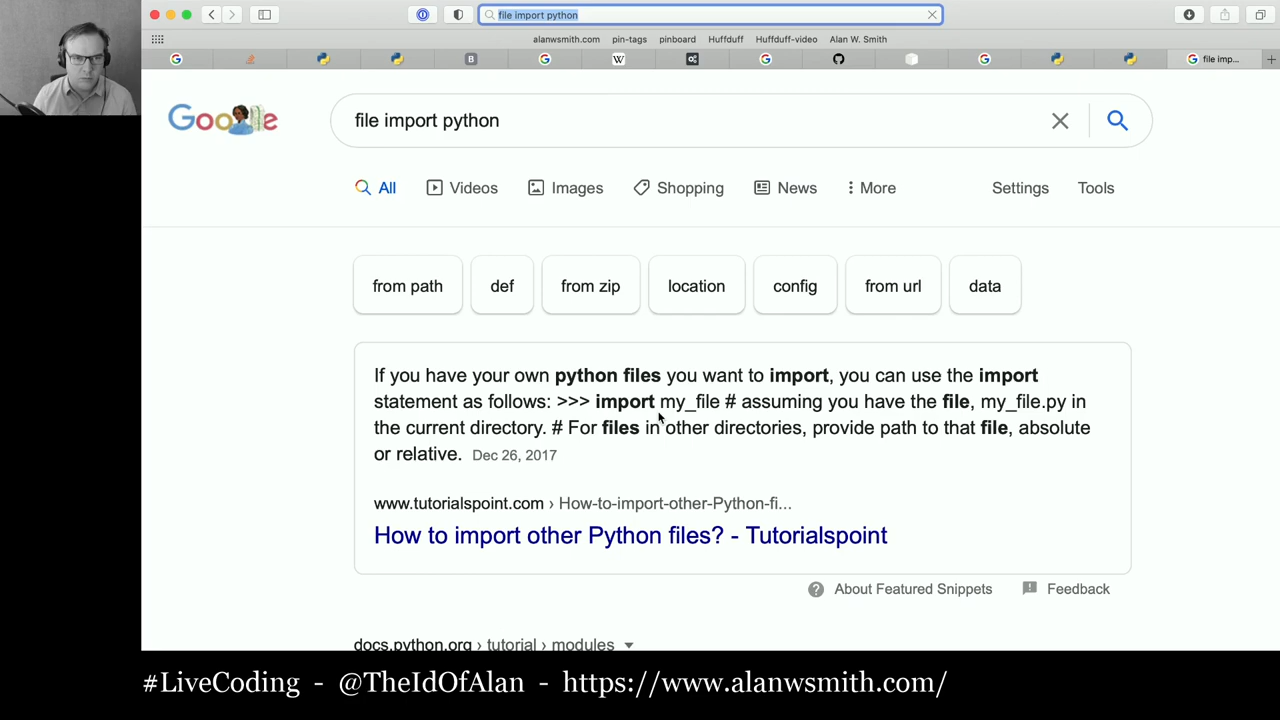 file import python
alanwsmith.com pin-tags pinboard Huffduff Huffduff-video Alan W. Smith
file imp...
Google
file import python
All Videos Images Shopping News More Settings Tools
from path def from zip location config from url data
If you have your own python files you want to import, you can use the import
statement as follows: >>> import my_file # assuming you have the file, my_file.py in
the current directory. # For files in other directories, provide path to that file, absolute
or relative. Dec 26, 2017
www.tutorialspoint.com › How-to-import-other-Python-fi...
How to import other Python files? - Tutorialspoint
About Featured Snippets Feedback
docs.python.org › tutorial › modules
#LiveCoding - @TheIdOfAlan - https://www.alanwsmith.com/